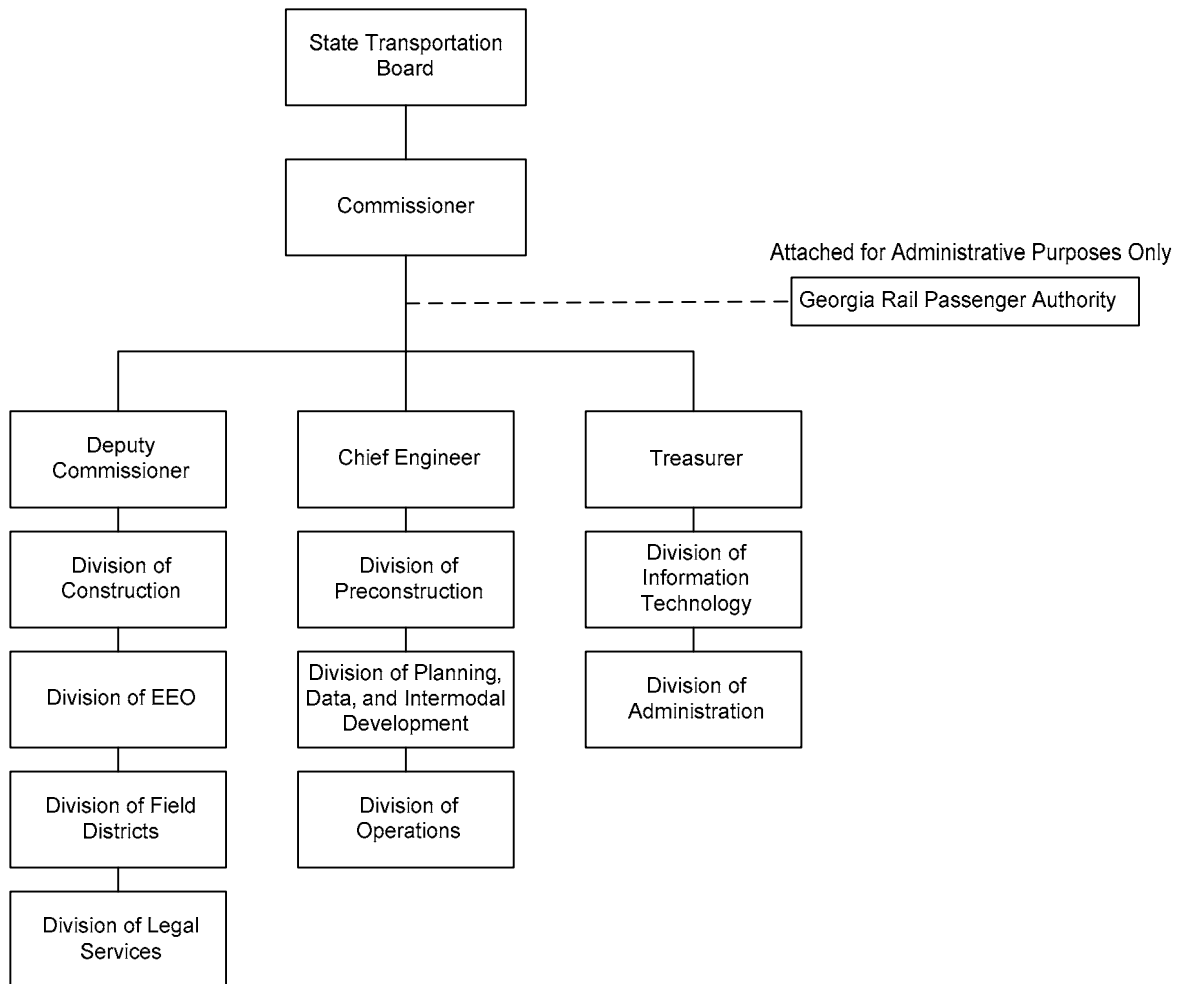 State Transportation
Board
Commissioner
Attached for Administrative Purposes Only
Georgia Rail Passenger Authority
Deputy
Commissioner
Chief Engineer
Treasurer
Division of
Construction
Division of
Preconstruction
Division of
Information
Technology
Division of EEO
Division of Planning,
Data, and Intermodal
Development
Division of
Administration
Division of Field
Districts
Division of
Operations
Division of Legal
Services